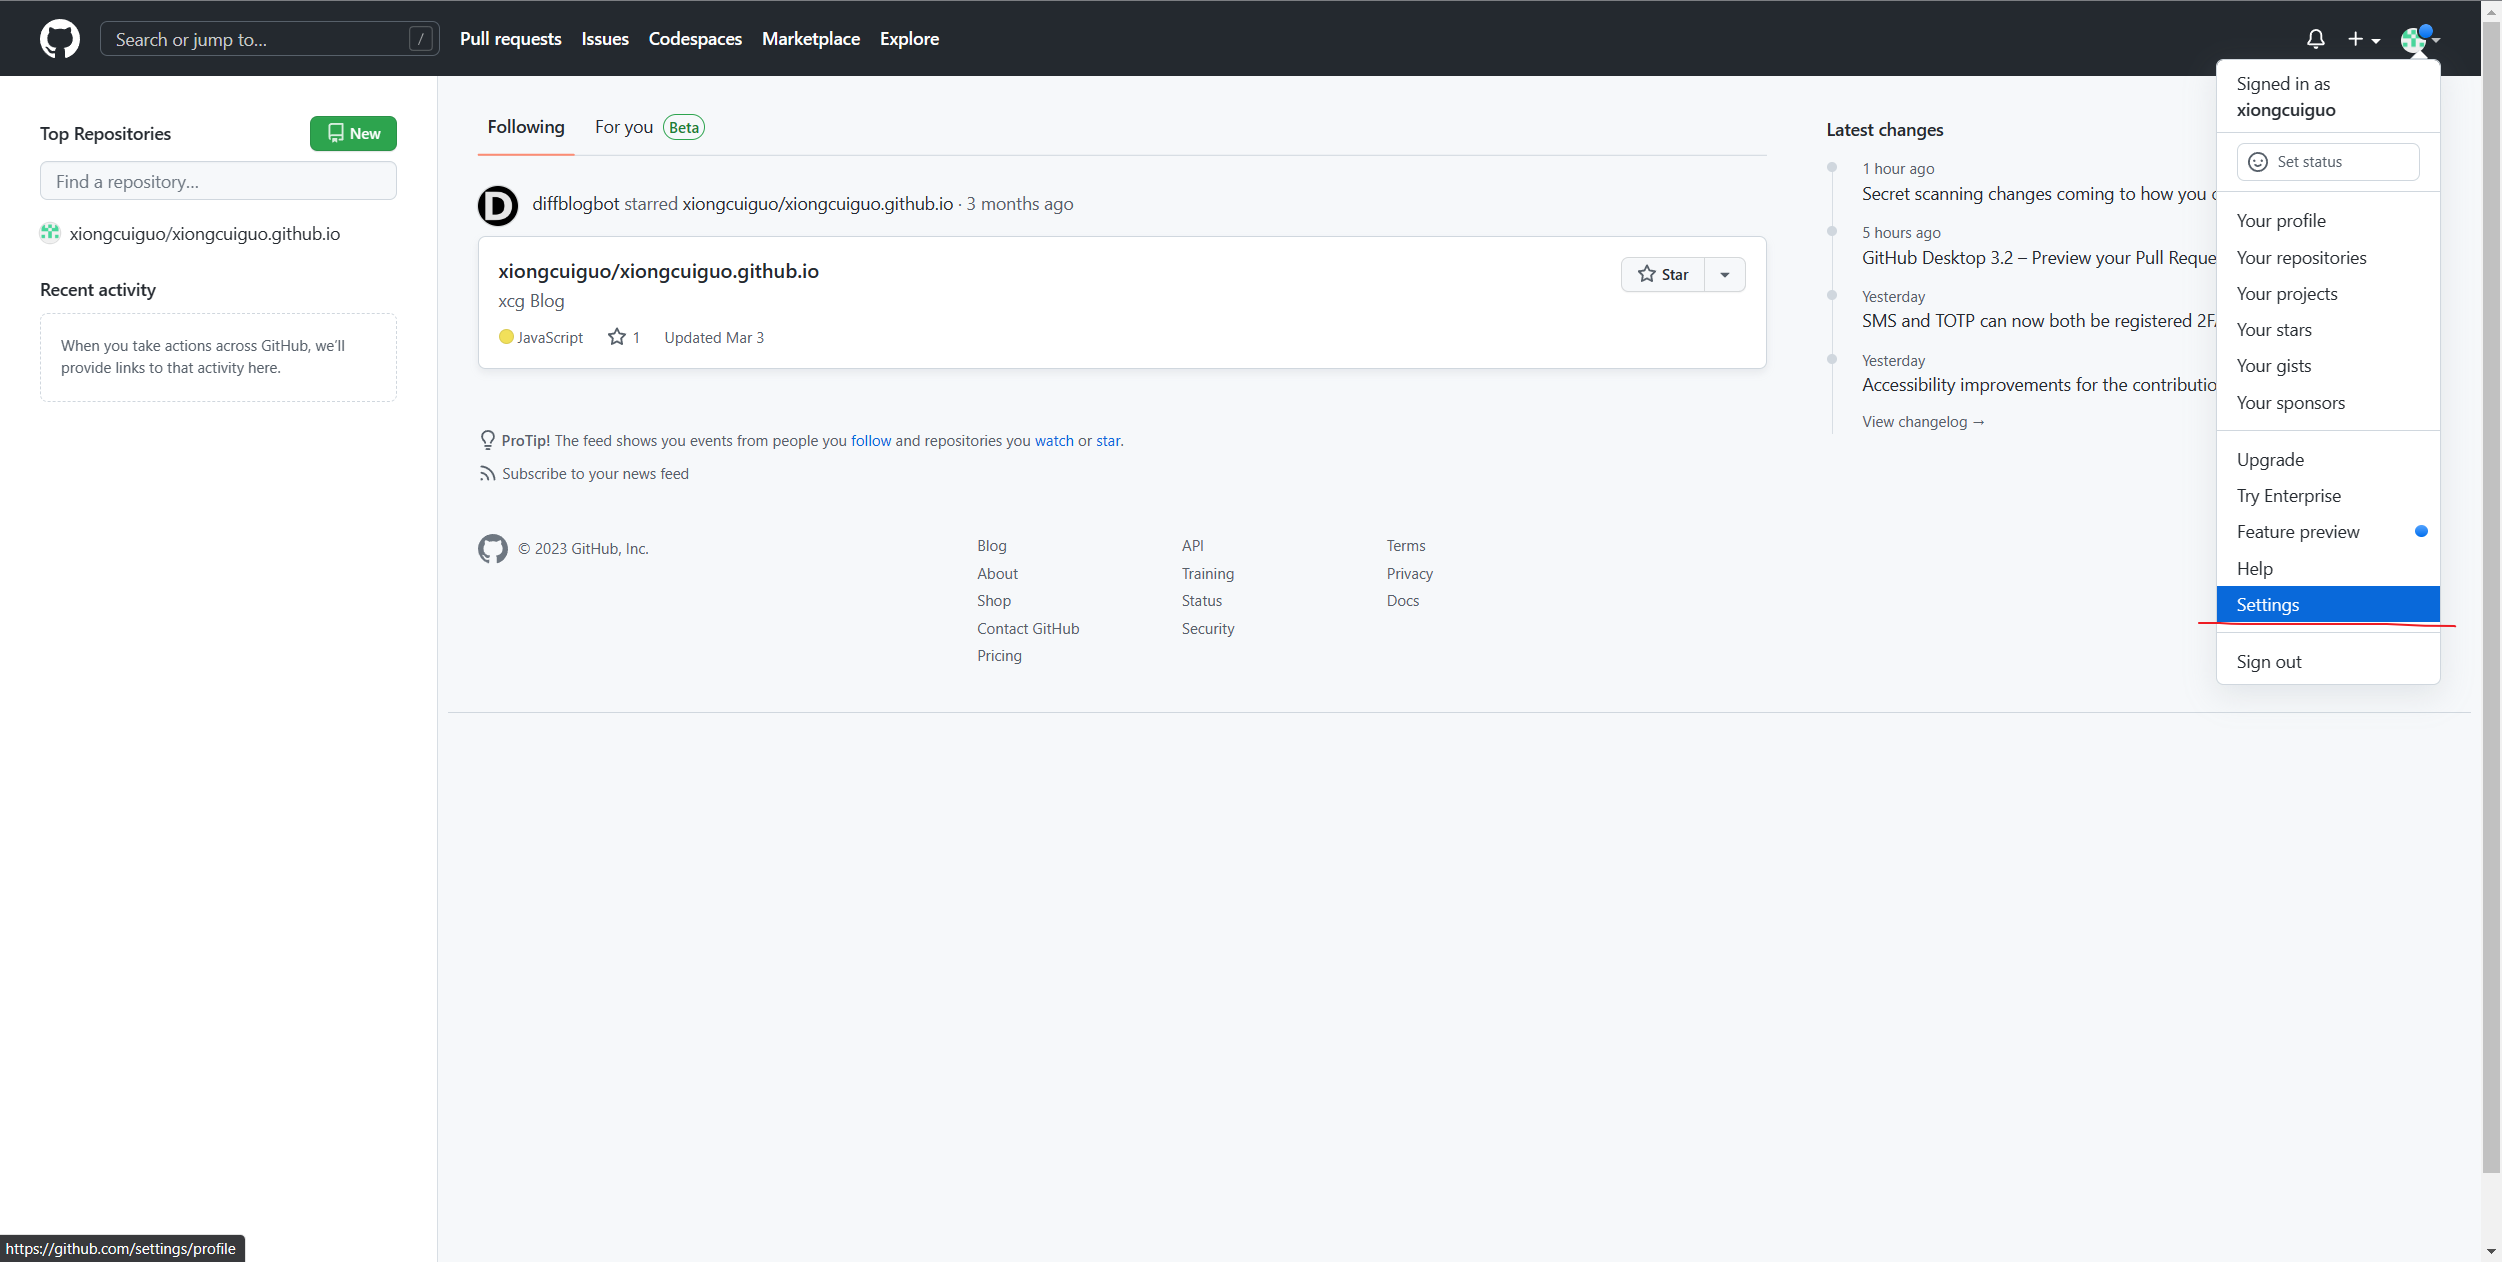 Search or jump to...
/
Pull requests
Issues
Codespaces
Marketplace
Explore
Top Repositories
New
Find a repository...
xiongcuiguo/xiongcuiguo.github.io
Recent activity
When you take actions across GitHub, we'll
provide links to that activity here.
Following
For you
Beta
D
diffblogbot starred xiongcuiguo/xiongcuiguo.github.io · 3 months ago
xiongcuiguo/xiongcuiguo.github.io
xcg Blog
JavaScript
1
Updated Mar 3
Star
ProTip! The feed shows you events from people you follow and repositories you watch or star.
Subscribe to your news feed
© 2023 GitHub, Inc.
Blog
About
Shop
Contact GitHub
Pricing
API
Training
Status
Security
Terms
Privacy
Docs
Latest changes
1 hour ago
Secret scanning changes coming to how you
5 hours ago
GitHub Desktop 3.2 – Preview your Pull Reque
Yesterday
SMS and TOTP can now both be registered 2F
Yesterday
Accessibility improvements for the contributio
View changelog →
Signed in as
xiongcuiguo
Set status
Your profile
Your repositories
Your projects
Your stars
Your gists
Your sponsors
Upgrade
Try Enterprise
Feature preview
Help
Settings
Sign out
https://github.com/settings/profile